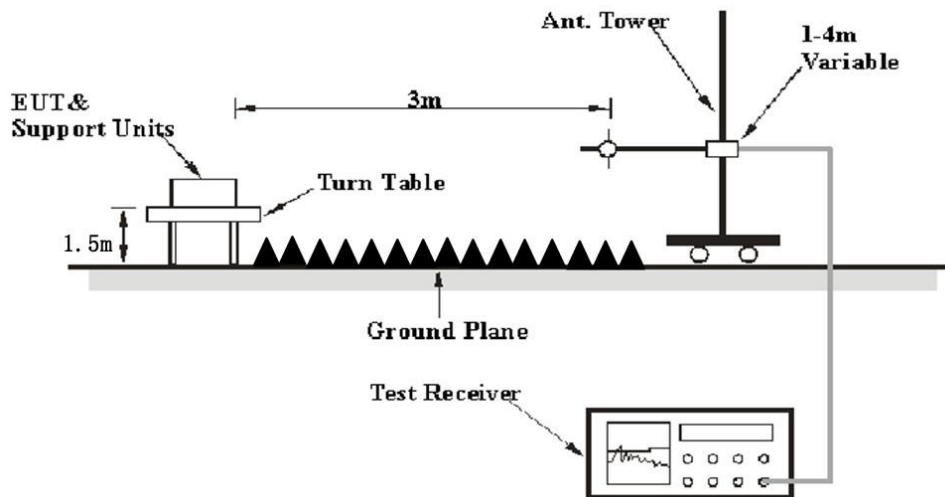 Ant. Tower
1-4m
Variable
3m
EUT&
Support Units
Turn Table
1.5m
Ground Plane
Test Receiver